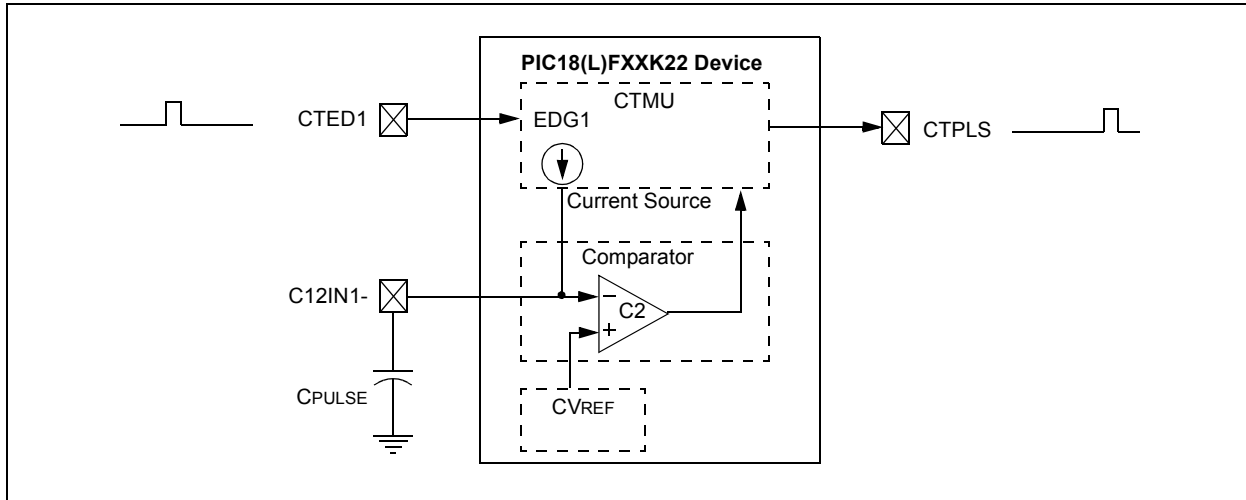 PIC18(L)FXXK22 Device
CTMU
CTED1
EDG1
CTPLS
Current Source
Comparator
C12IN1-
C2
CPULSE
CVREF